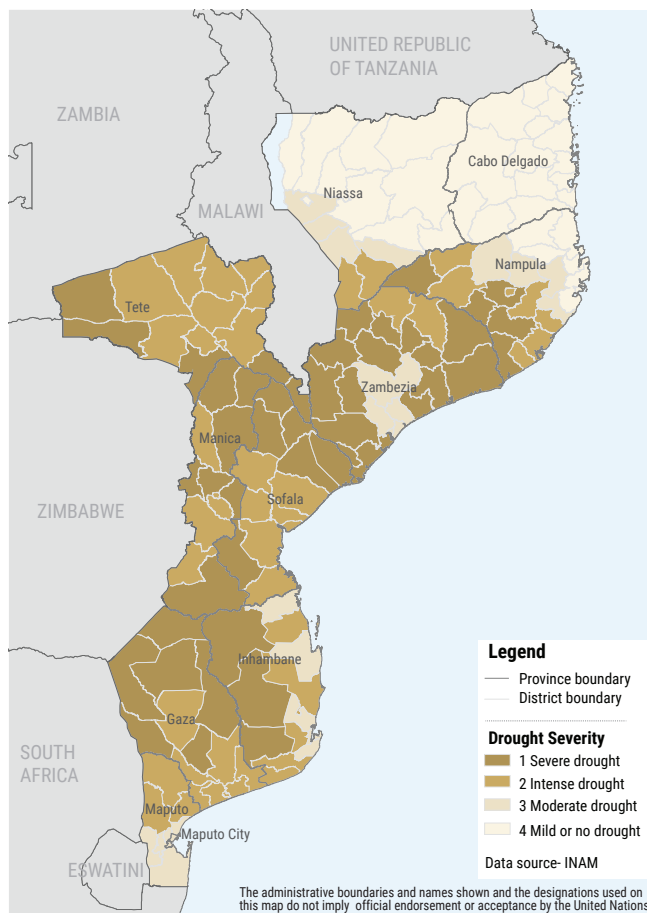 UNITED REPUBLIC
OF TANZANIA
ZAMBIA
Cabo Delgado
Niassa
MALAWI
Nampula
Tete
Zambezia
Manica
Sofala
ZIMBABWE
Inhambane
Gaza
SOUTH
AFRICA
Maputo
Maputo City
ESWATINI
Legend
Province boundary
District boundary
Drought Severity
1 Severe drought
2 Intense drought
3 Moderate drought
4 Mild or no drought
Data source- INAM
The administrative boundaries and names shown and the designations used on
this map do not imply official endorsement or acceptance by the United Nations